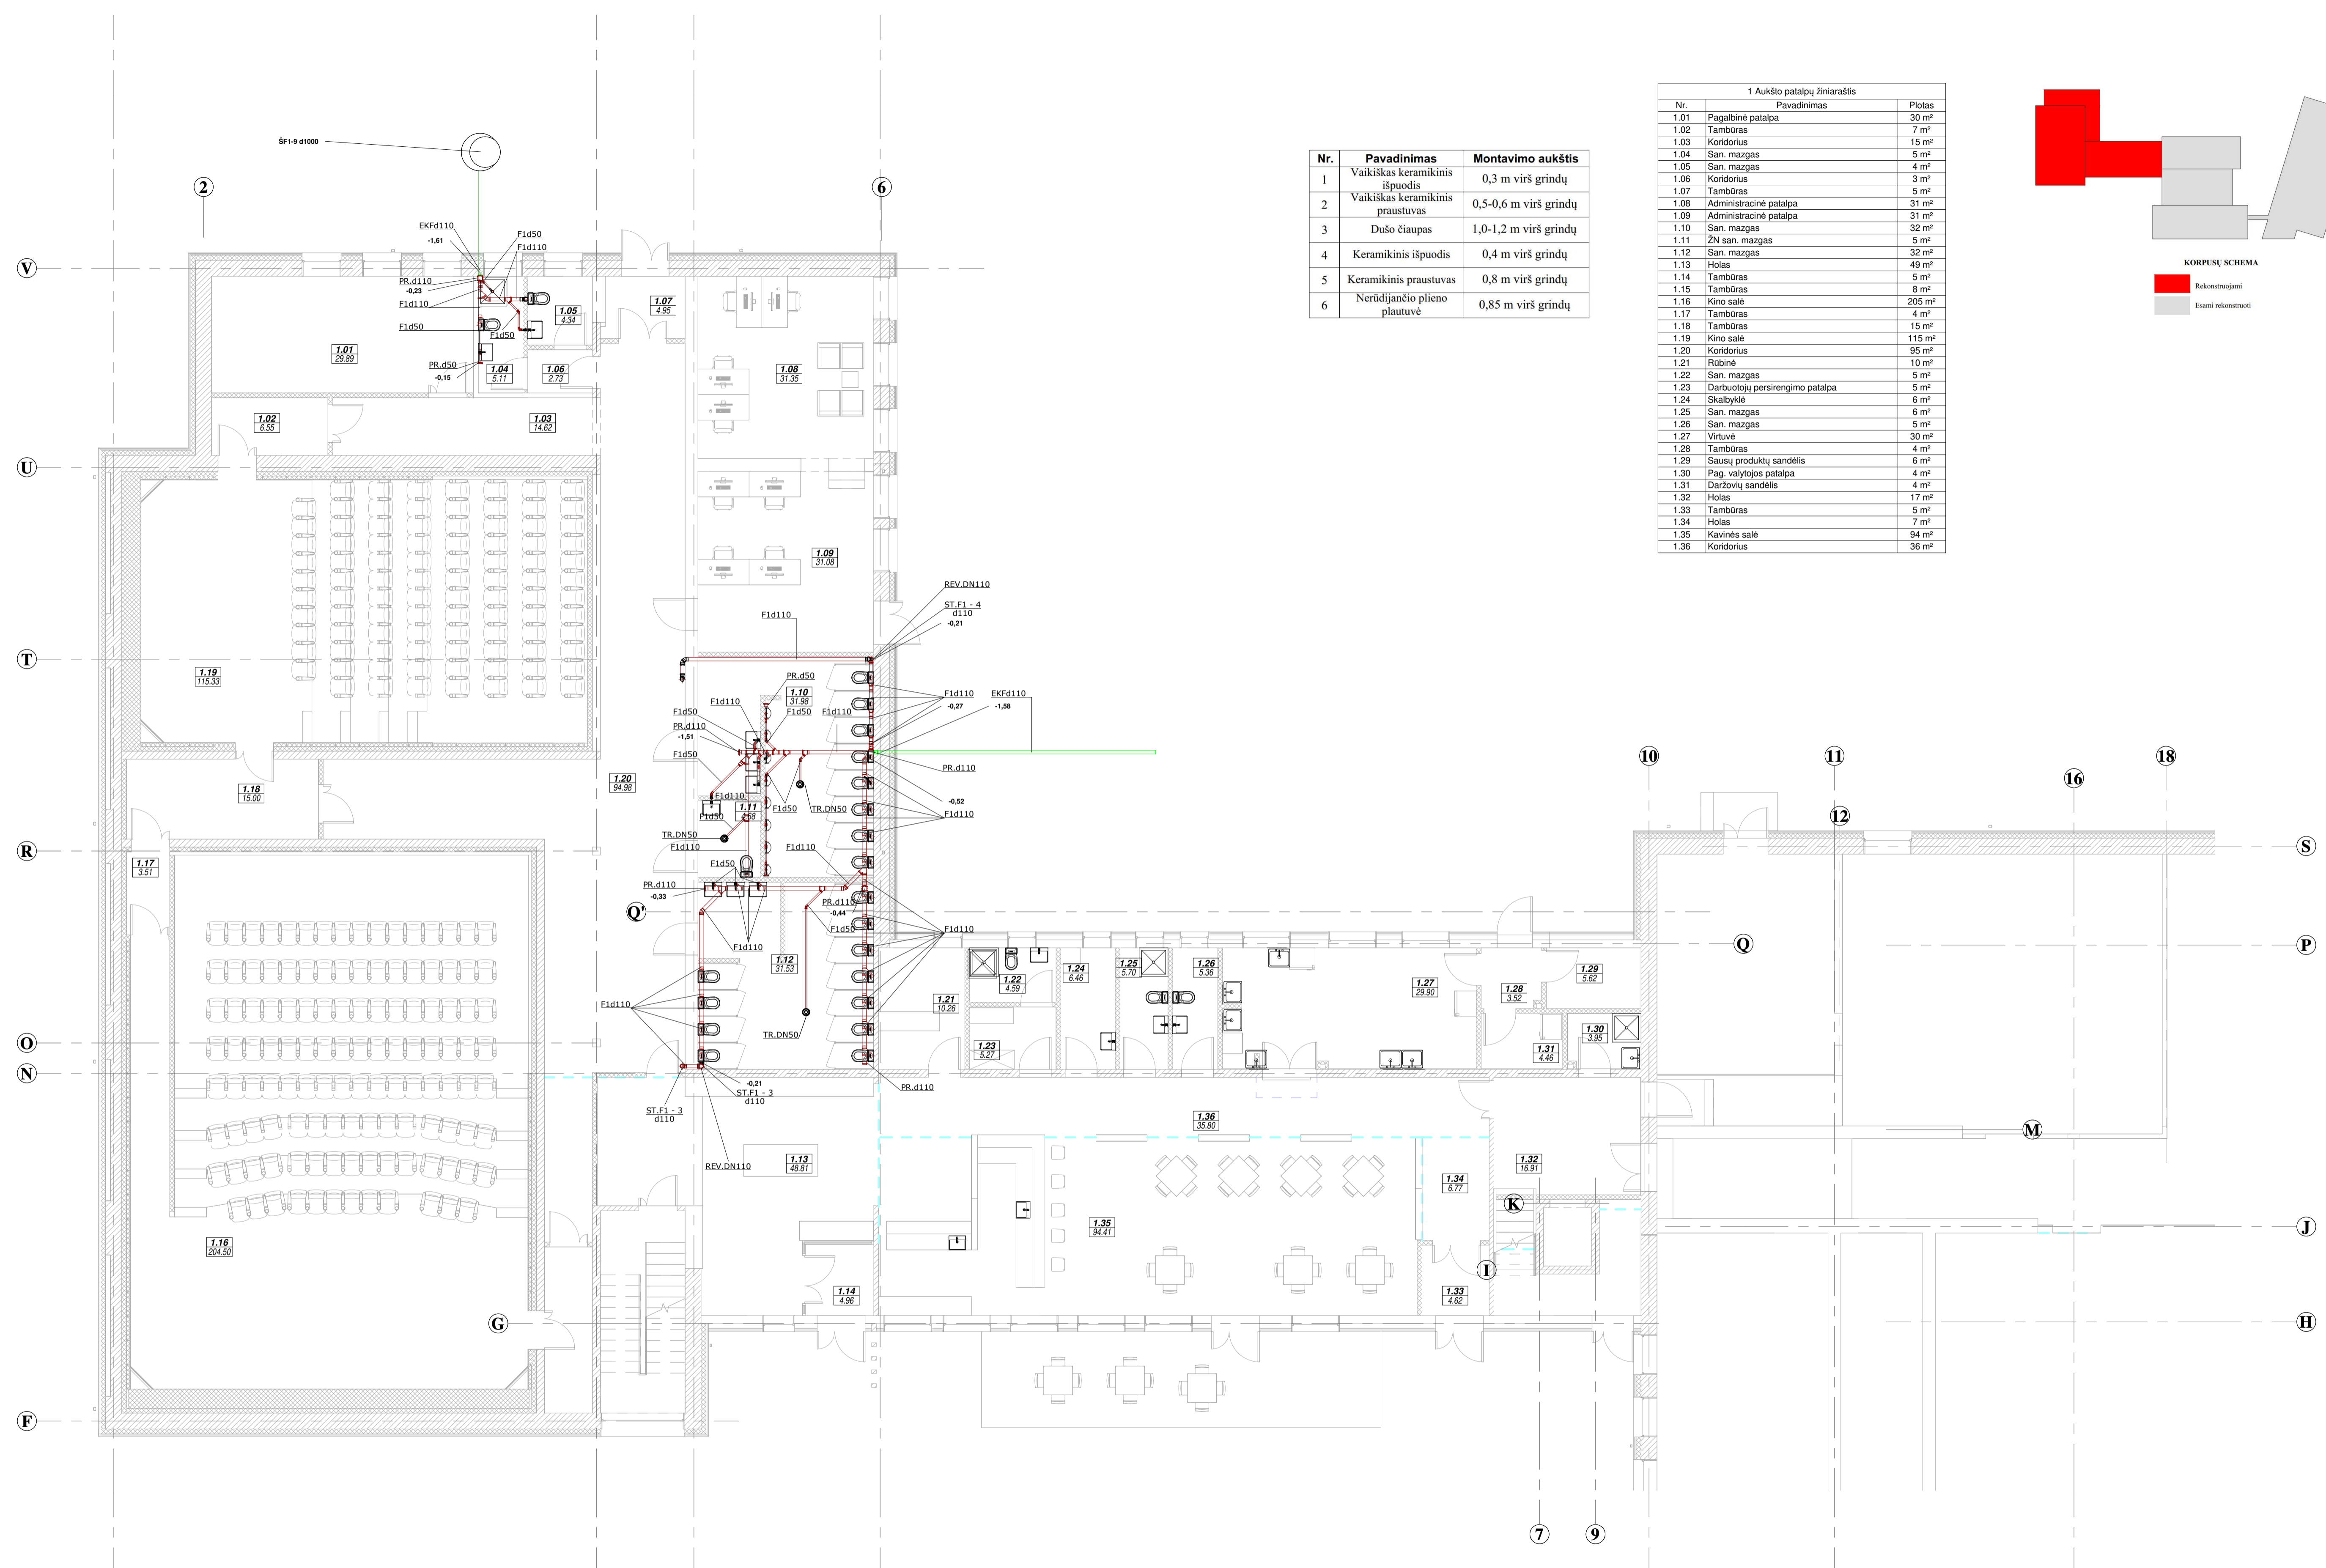 ŠF1-9 d1000
2
6
V
U
T
R
Q'
O
N
G
F
EKFd110
-1,61
F1d50
F1d110
PR.d110
-0,23
F1d110
F1d50
F1d50
PR.d50
-0,15
1.01
29.89
1.02
6.55
1.03
14.62
1.04
5.11
1.05
4.34
1.06
2.73
1.07
4.95
1.08
31.35
1.09
31.08
REV.DN110
ST.F1 - 4
d110
-0,21
F1d110
PR.d50
1.10
31.98
F1d110
F1d50
F1d50
F1d110
PR.d110
-1,51
F1d50
F1d110
-0,27
EKFd110
-1,58
PR.d110
-0,52
F1d110
F1d110
1.11
F1d50
F1d50
TR.DN50
TR.DN50
F1d110
F1d110
F1d50
PR.d110
-0,33
PR.d110
-0,44
F1d50
F1d110
F1d110
1.12
31.53
F1d110
TR.DN50
-0,21
ST.F1 - 3
d110
ST.F1 - 3
d110
REV.DN110
PR.d110
1.13
48.81
1.14
4.96
1.16
204.50
1.17
3.51
1.18
15.00
1.19
115.33
1.20
94.98
1.21
10.26
1.22
4.59
1.23
5.27
1.24
6.46
1.25
5.70
1.26
5.36
1.27
29.90
1.28
3.52
1.29
5.62
1.30
3.95
1.31
4.46
1.32
16.91
1.33
4.62
1.34
6.77
1.35
94.41
1.36
35.80
10
11
12
16
18
S
Q
P
M
K
J
I
H
7
9
Nr. Pavadinimas Montavimo aukštis
1 Vaikiškas keramikinis išpuodis 0,3 m virš grindų
2 Vaikiškas keramikinis praustuvas 0,5-0,6 m virš grindų
3 Dušo čiaupas 1,0-1,2 m virš grindų
4 Keramikinis išpuodis 0,4 m virš grindų
5 Keramikinis praustuvas 0,8 m virš grindų
6 Nerūdijančio plieno plautuvė 0,85 m virš grindų
1 Aukšto patalpų žiniaraštis
Nr. Pavadinimas Plotas
1.01 Pagalbinė patalpa 30 m²
1.02 Tambūras 7 m²
1.03 Koridorius 15 m²
1.04 San. mazgas 5 m²
1.05 San. mazgas 4 m²
1.06 Koridorius 3 m²
1.07 Tambūras 5 m²
1.08 Administracinė patalpa 31 m²
1.09 Administracinė patalpa 31 m²
1.10 San. mazgas 32 m²
1.11 ŽN san. mazgas 5 m²
1.12 San. mazgas 32 m²
1.13 Holas 49 m²
1.14 Tambūras 5 m²
1.15 Tambūras 8 m²
1.16 Kino salė 205 m²
1.17 Tambūras 4 m²
1.18 Tambūras 15 m²
1.19 Kino salė 115 m²
1.20 Koridorius 95 m²
1.21 Rūbinė 10 m²
1.22 San. mazgas 5 m²
1.23 Darbuotojų persirengimo patalpa 5 m²
1.24 Skalbyklė 6 m²
1.25 San. mazgas 6 m²
1.26 San. mazgas 5 m²
1.27 Virtuvė 30 m²
1.28 Tambūras 4 m²
1.29 Sausų produktų sandėlis 6 m²
1.30 Pag. valytojos patalpa 4 m²
1.31 Daržovių sandėlis 4 m²
1.32 Holas 17 m²
1.33 Tambūras 5 m²
1.34 Holas 7 m²
1.35 Kavinės salė 94 m²
1.36 Koridorius 36 m²
KORPUSŲ SCHEMA
Rekonstruojami
Esami rekonstruoti